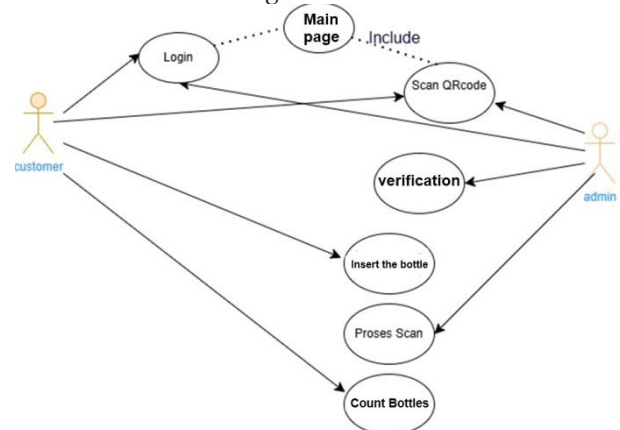 Main
page
Include
Login
Scan QRcode
customer
verification
admin
Insert the bottle
Proses Scan
Count Bottles